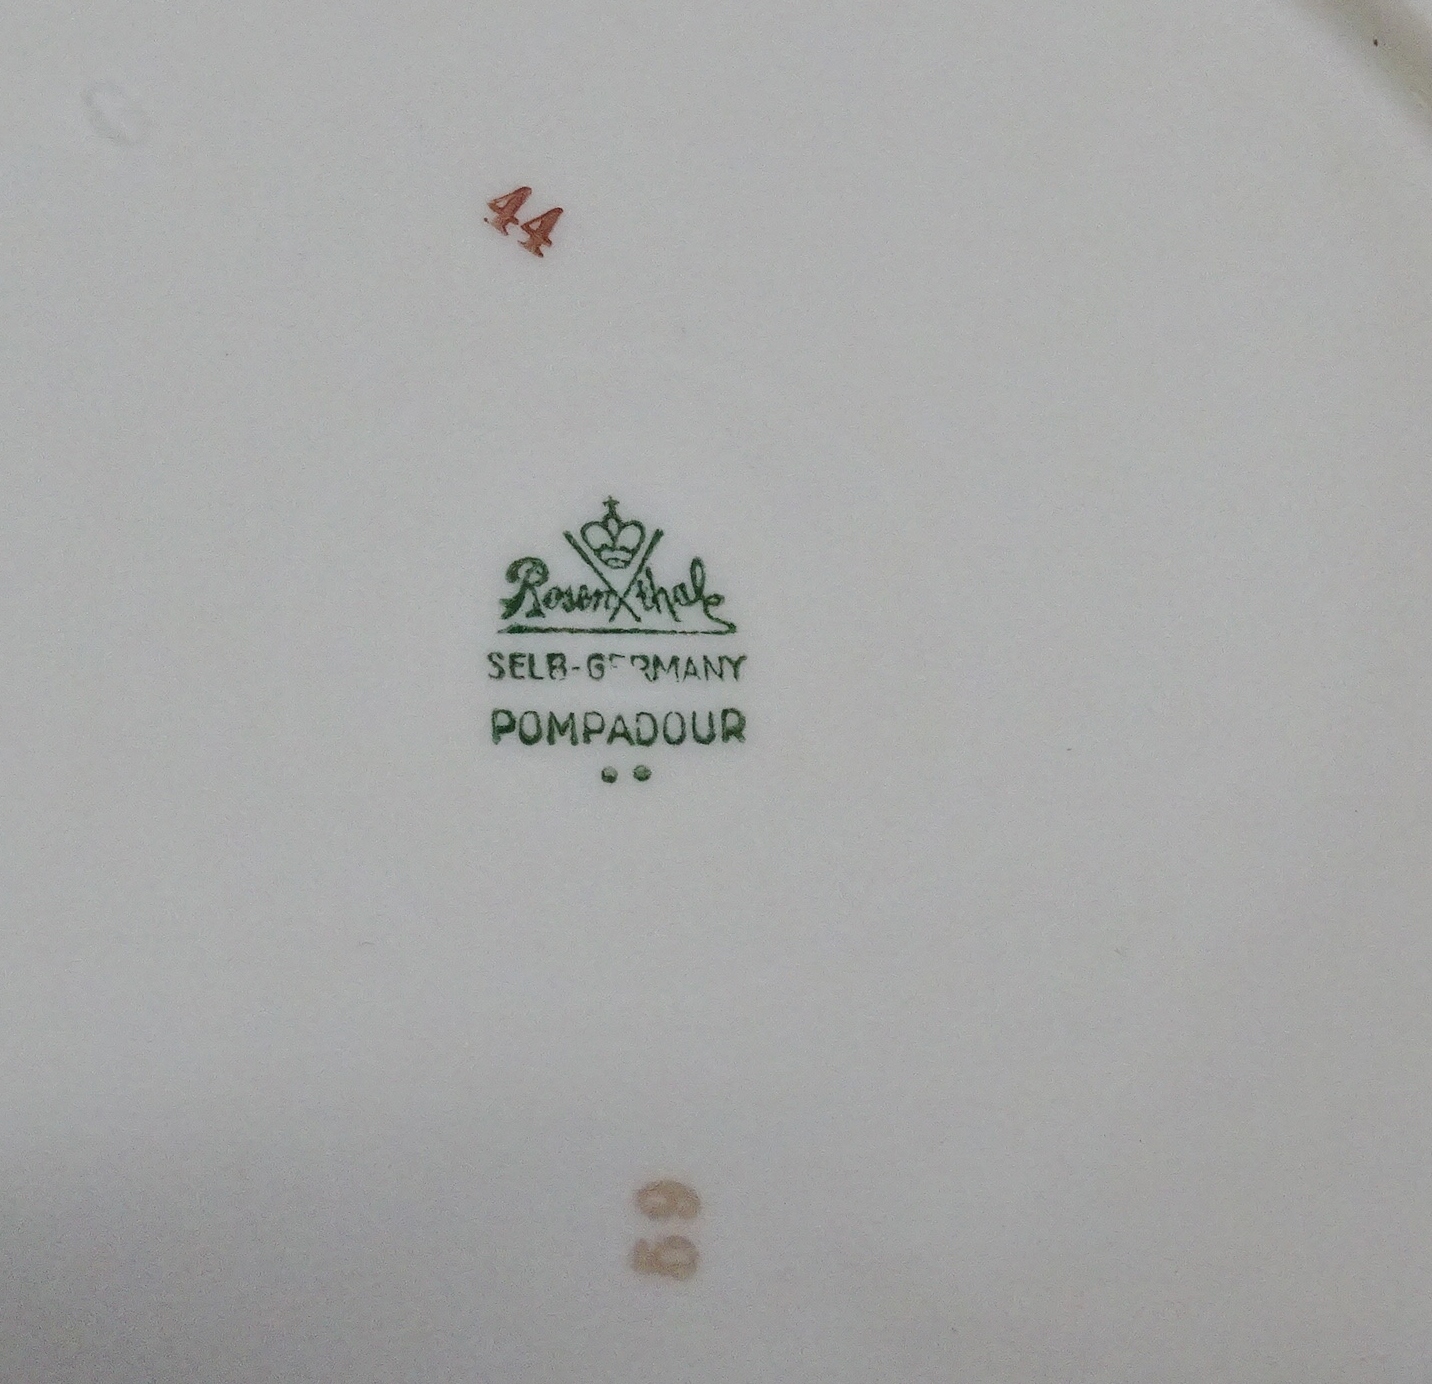 44
Rosenthal
SELB-GERMANY
POMPADOUR